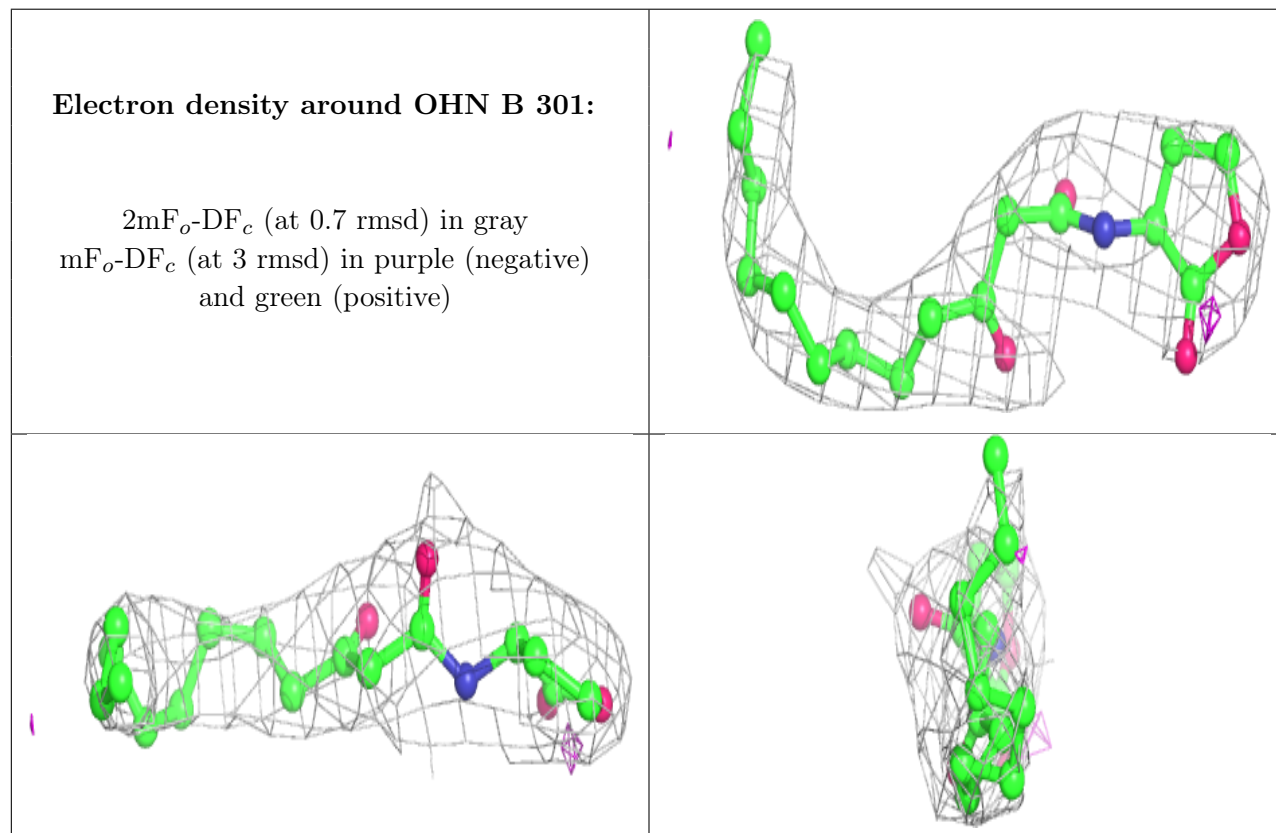 Electron density around OHN B 301:
2mFₒ-DF𝒸 (at 0.7 rmsd) in gray
mFₒ-DF𝒸 (at 3 rmsd) in purple (negative)
and green (positive)